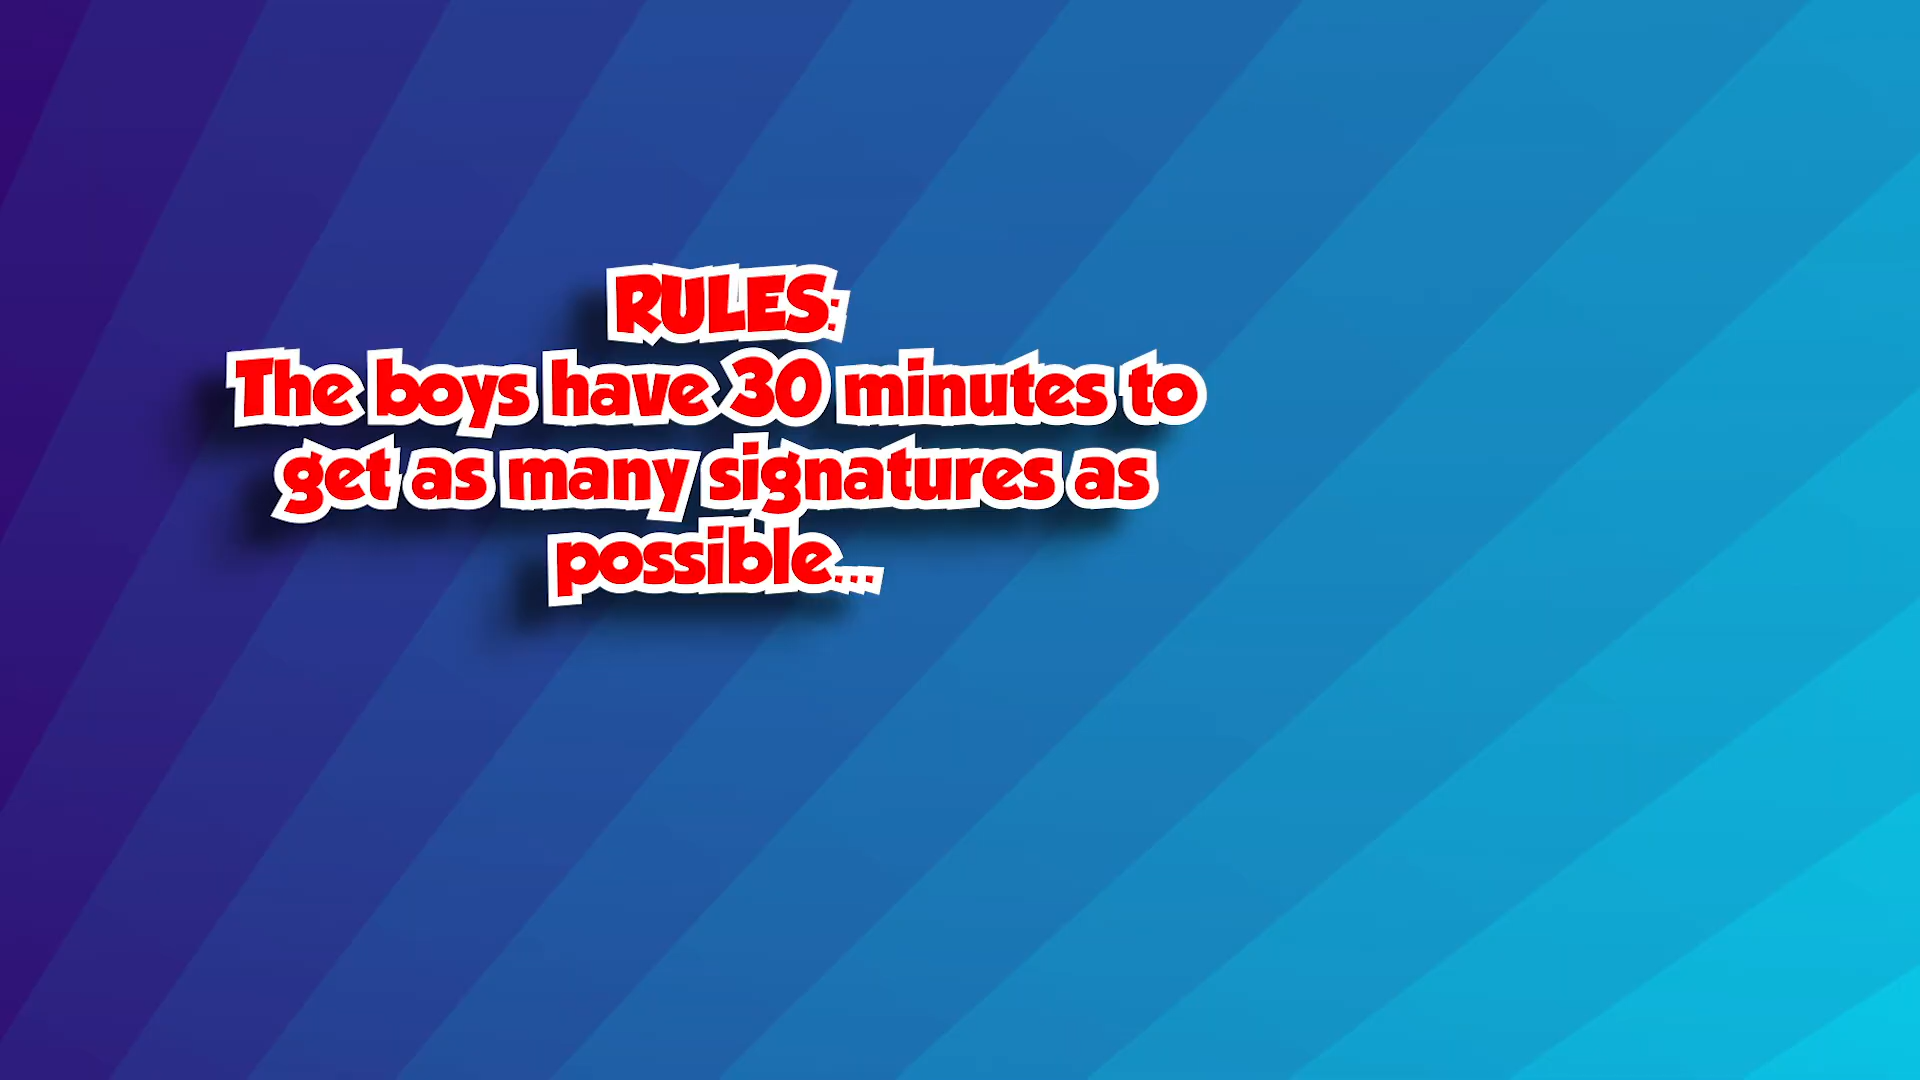 RULES:
The boys have 30 minutes to
get as many signatures as
possible...